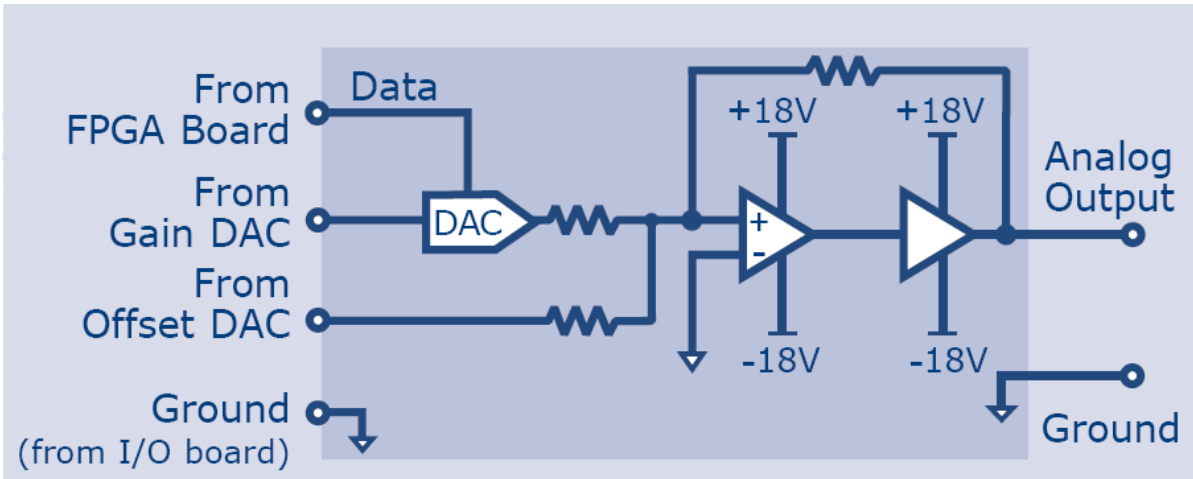 From
FPGA Board
Data
From
Gain DAC
DAC
From
Offset DAC
Ground
(from I/O board)
+18V
+18V
+
-
-18V
-18V
Analog
Output
Ground